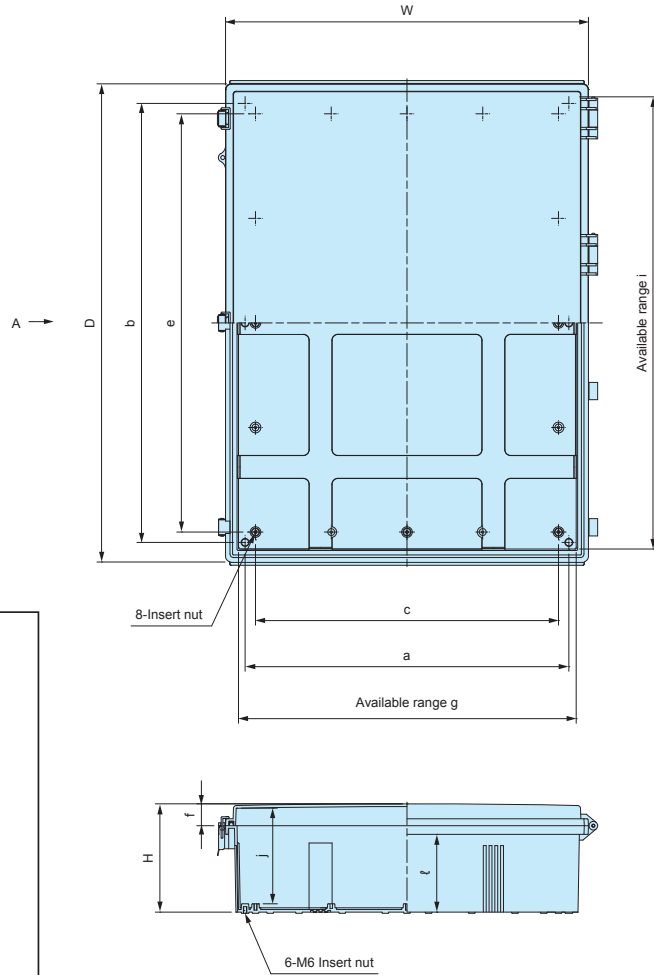 W
A
D
b
e
Available range i
8-Insert nut
c
a
Available range g
H
f
j
ℓ
6-M6 Insert nut